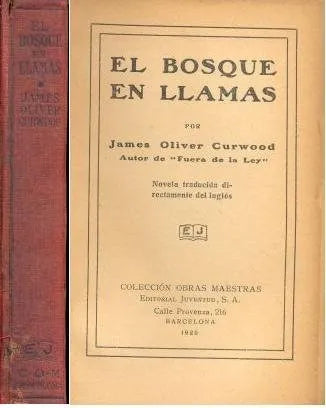 EL
BOSQUE
EN
LLAMAS
JAMES
OLIVER
CURWOOD
EJ
C-O-M
BARCELONA
EL BOSQUE
EN LLAMAS
POR
James Oliver Curwood
Autor de "Fuera de la Ley"
Novela traducida di-
rectamente del inglés
EJ
COLECCIÓN OBRAS MAESTRAS
EDITORIAL JUVENTUD, S. A.
Calle Provenza, 216
BARCELONA